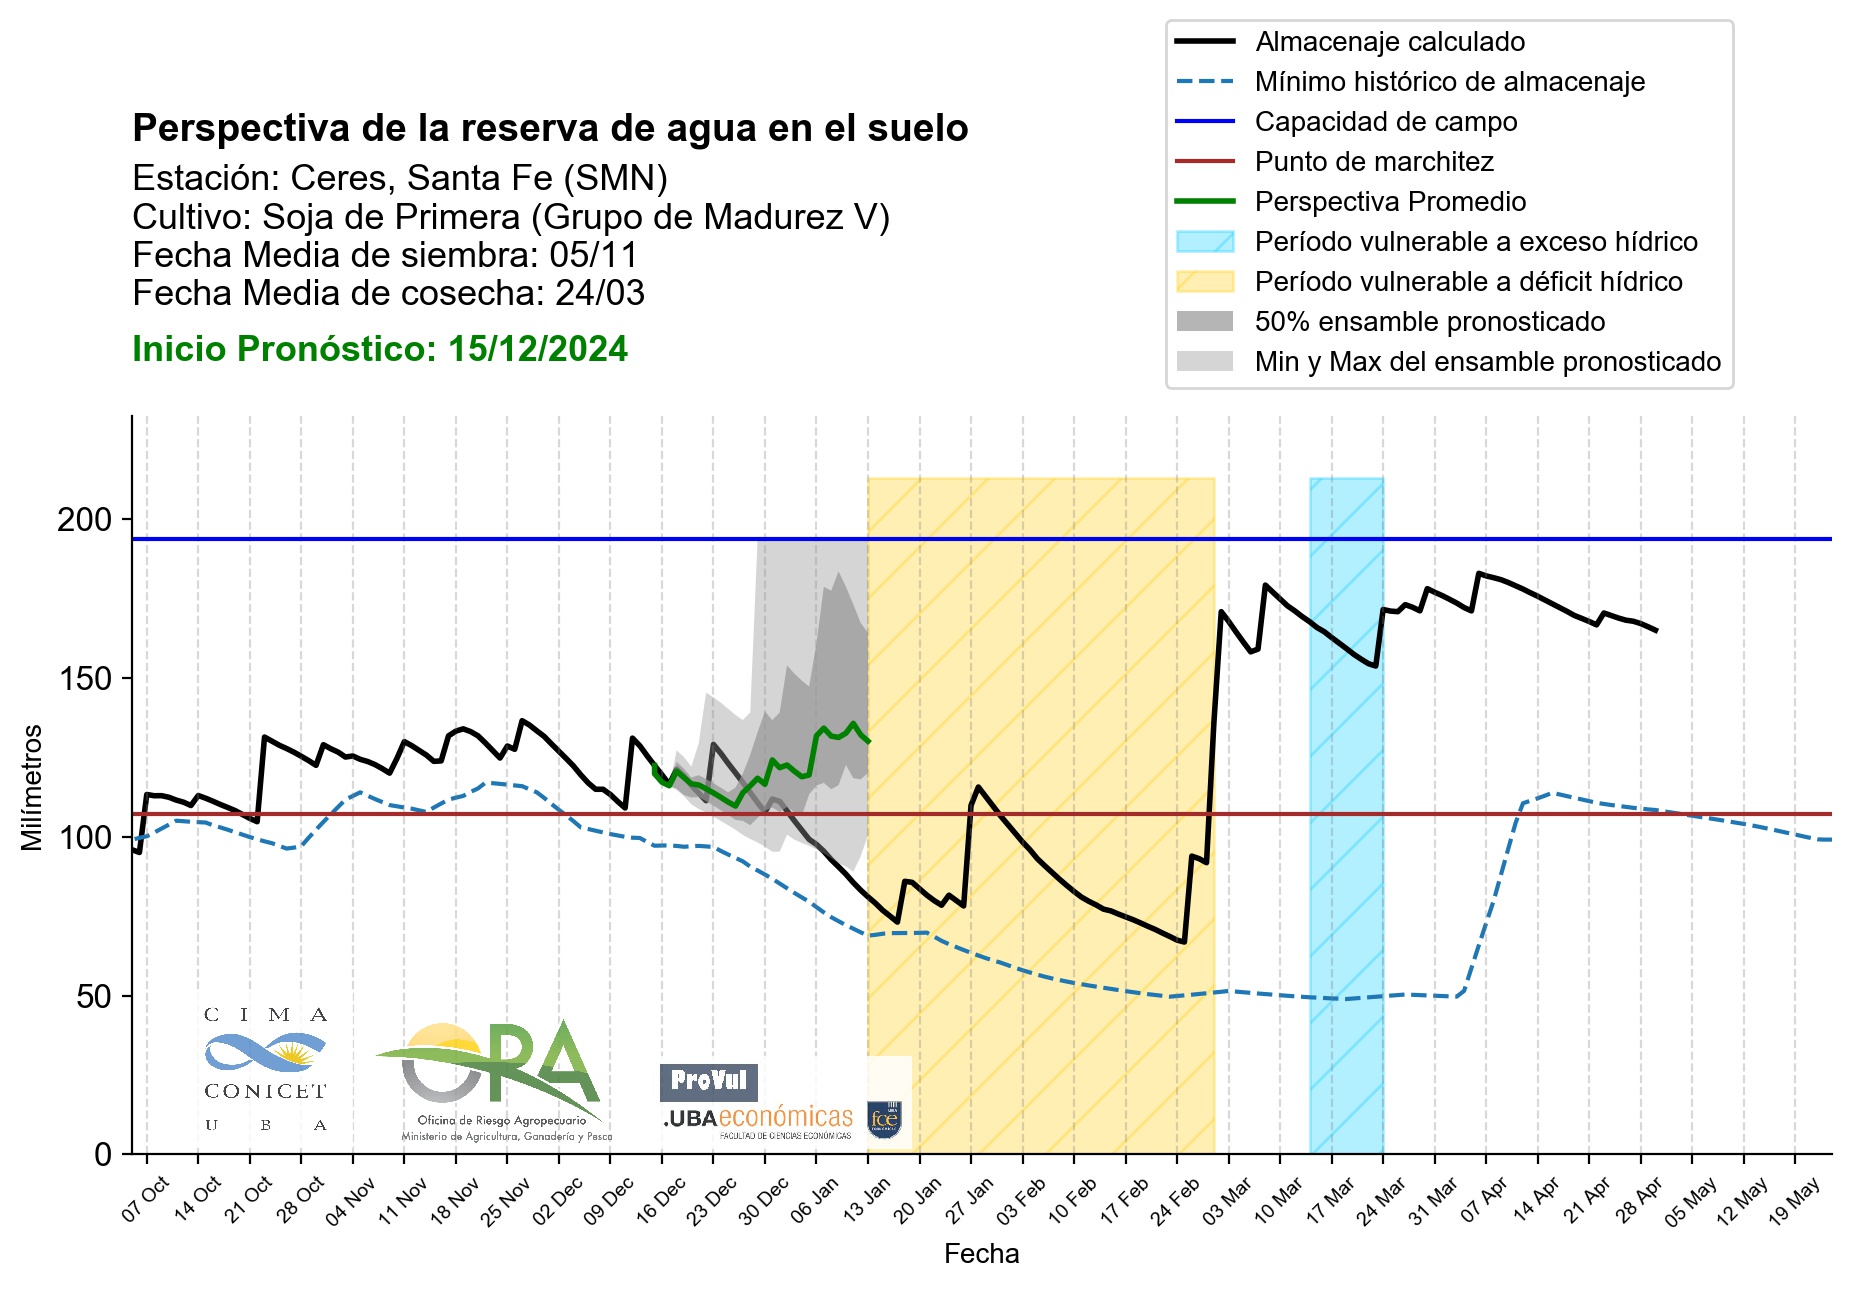 Almacenaje calculado
Mínimo histórico de almacenaje
Capacidad de campo
Punto de marchitez
Perspectiva Promedio
Período vulnerable a exceso hídrico
Período vulnerable a déficit hídrico
50% ensamble pronosticado
Min y Max del ensamble pronosticado
Perspectiva de la reserva de agua en el suelo
Estación: Ceres, Santa Fe (SMN)
Cultivo: Soja de Primera (Grupo de Madurez V)
Fecha Media de siembra: 05/11
Fecha Media de cosecha: 24/03
Inicio Pronóstico: 15/12/2024
Milímetros
200
150
100
50
0
C I M A
CONICET
U B A
ORA
Oficina de Riesgo Agropecuario
Ministerio de Agricultura, Ganadería y Pesca
ProVul
.UBAeconómicas
FACULTAD DE CIENCIAS ECONÓMICAS
UBA
fce
07 Oct
14 Oct
21 Oct
28 Oct
04 Nov
11 Nov
18 Nov
25 Nov
02 Dec
09 Dec
16 Dec
23 Dec
30 Dec
06 Jan
13 Jan
20 Jan
27 Jan
03 Feb
10 Feb
17 Feb
24 Feb
03 Mar
10 Mar
17 Mar
24 Mar
31 Mar
07 Apr
14 Apr
21 Apr
28 Apr
05 May
12 May
19 May
Fecha